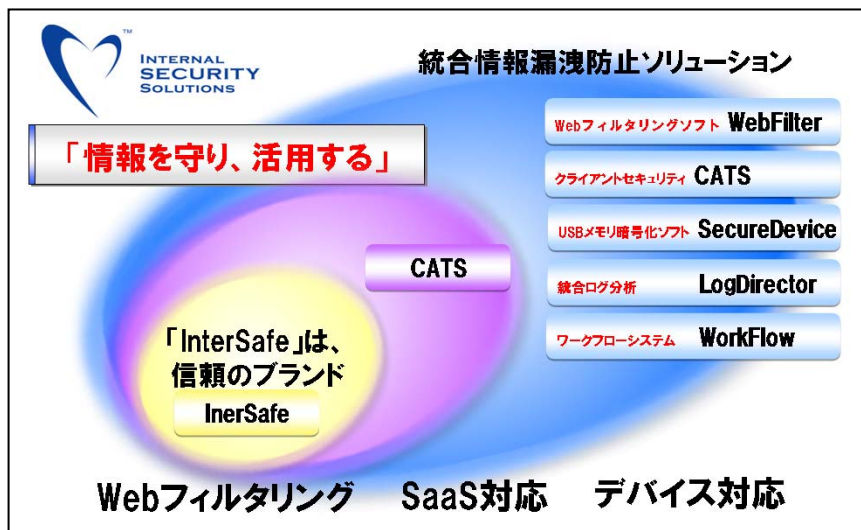 INTERNAL
SECURITY
SOLUTIONS
TM
統合情報漏洩防止ソリューション
「情報を守り、活用する」
Webフィルタリングソフト WebFilter
クライアントセキュリティ CATS
USBメモリ暗号化ソフト SecureDevice
統合ログ分析 LogDirector
ワークフローシステム WorkFlow
CATS
「InterSafe」は、
信頼のブランド
InerSafe
Webフィルタリング SaaS対応 デバイス対応